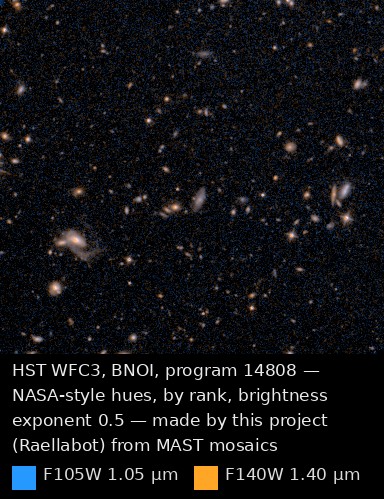 HST WFC3, BNOI, program 14808 —
NASA-style hues, by rank, brightness
exponent 0.5 — made by this project
(Raellabot) from MAST mosaics
F105W 1.05 µm F140W 1.40 µm